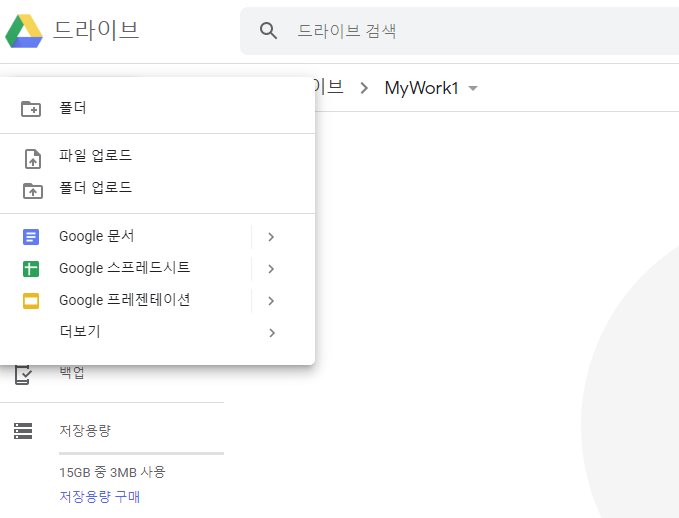 드라이브
드라이브 검색
이브 > MyWork1
폴더
파일 업로드
폴더 업로드
Google 문서
Google 스프레드시트
Google 프레젠테이션
더보기
백업
저장용량
15GB 중 3MB 사용
저장용량 구매